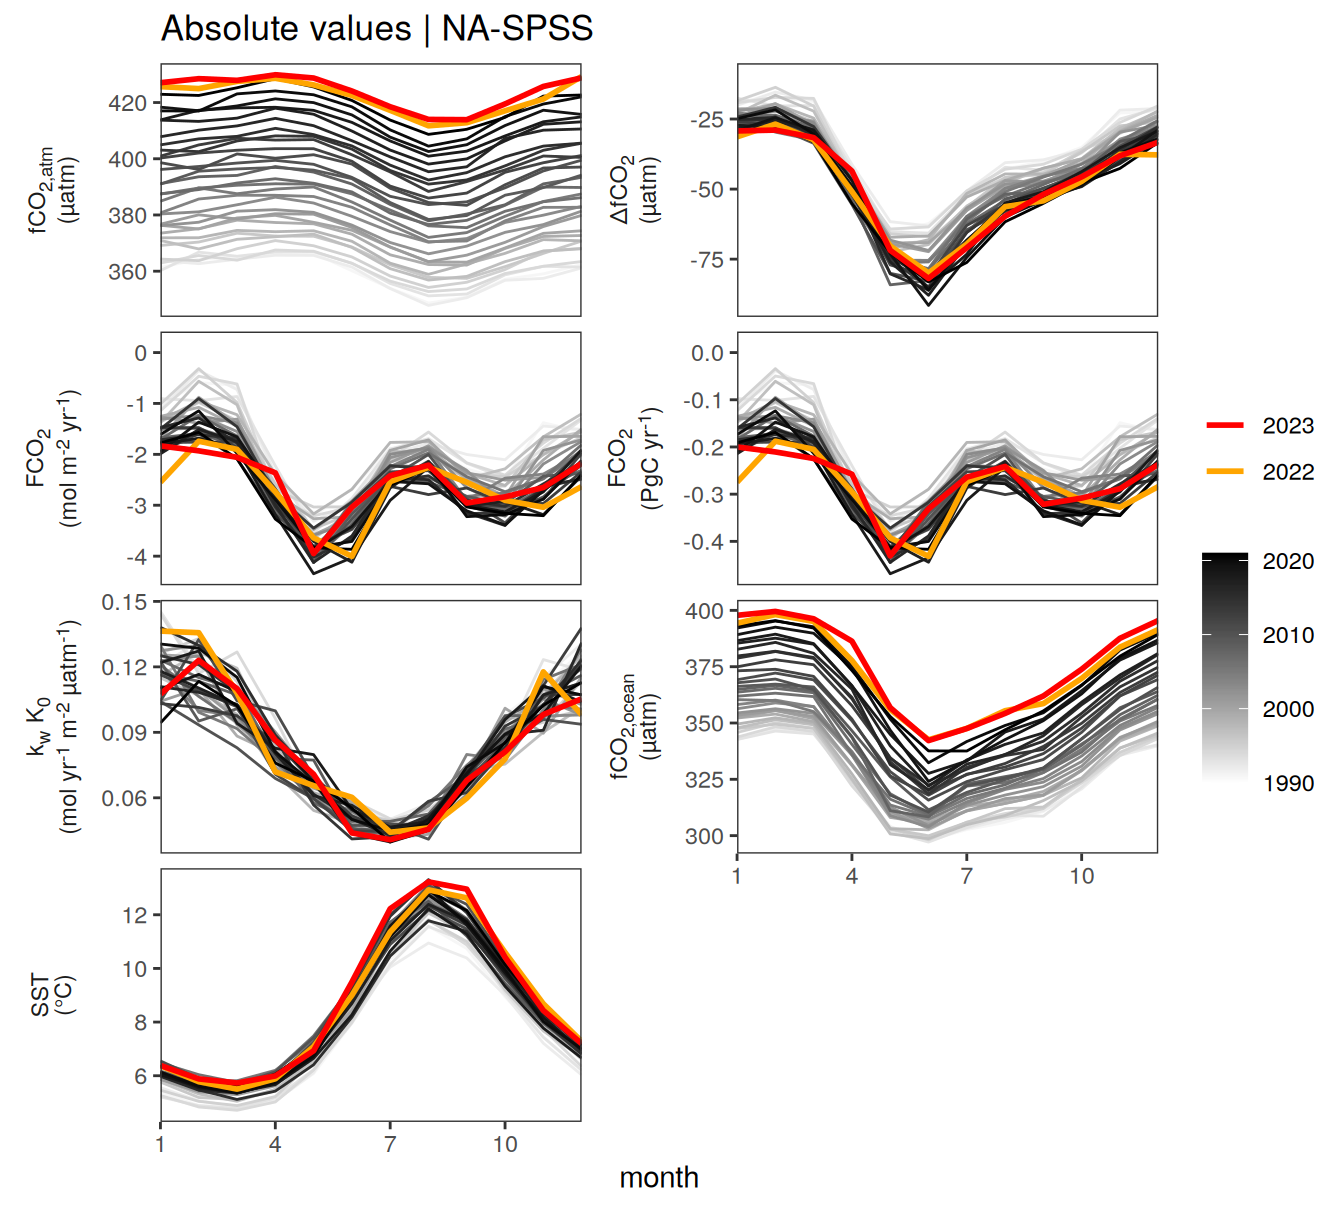 Absolute values | NA-SPSS
fCO2,atm
(µatm)
420
400
380
360
ΔfCO2
(µatm)
-25
-50
-75
FCO2
(mol m-2 yr-1)
0
-1
-2
-3
-4
FCO2
(PgC yr-1)
0.0
-0.1
-0.2
-0.3
-0.4
kw K0
(mol yr-1 m-2 µatm-1)
0.15
0.12
0.09
0.06
fCO2,ocean
(µatm)
400
375
350
325
300
1 4 7 10
SST
(°C)
12
10
8
6
1 4 7 10
month
2023
2022
2020
2010
2000
1990